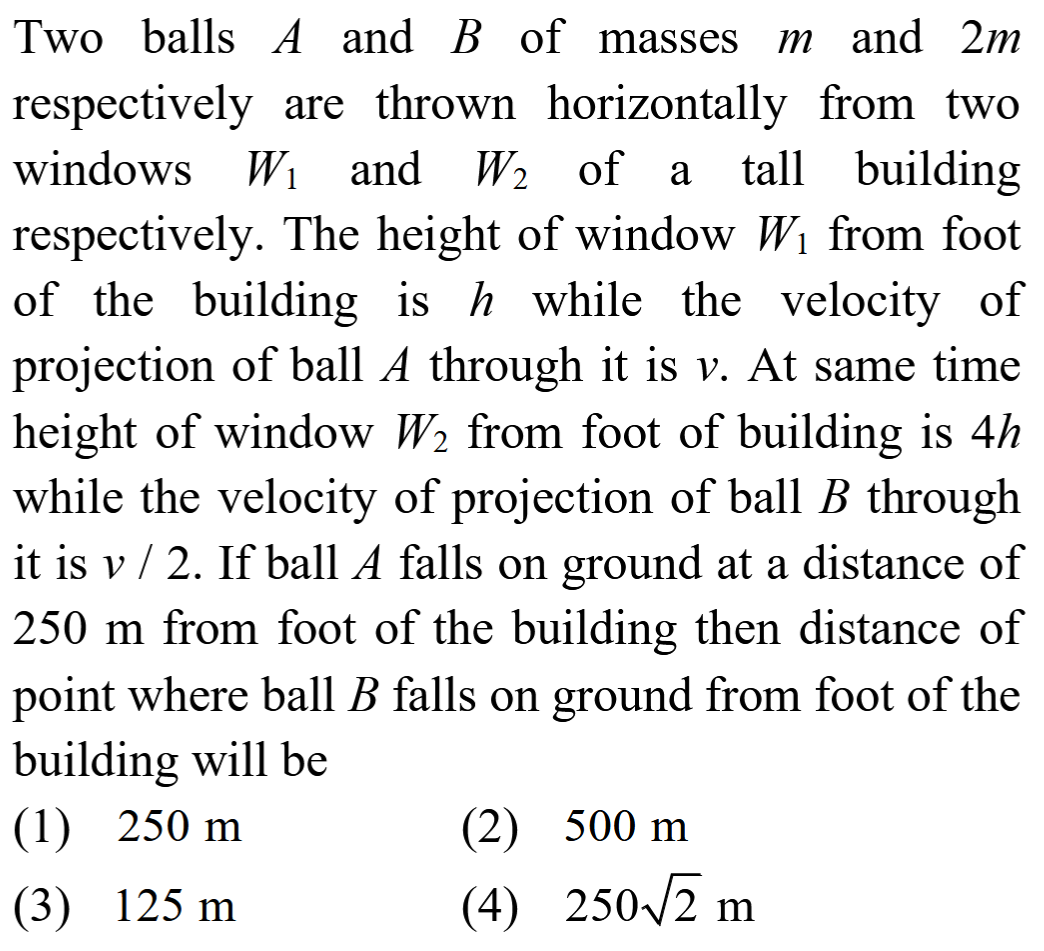 Two balls A and B of masses m and 2m
respectively are thrown horizontally from two
windows W₁ and W₂ of a tall building
respectively. The height of window W₁ from foot
of the building is h while the velocity of
projection of ball A through it is v. At same time
height of window W₂ from foot of building is 4h
while the velocity of projection of ball B through
it is v / 2. If ball A falls on ground at a distance of
250 m from foot of the building then distance of
point where ball B falls on ground from foot of the
building will be
(1) 250 m (2) 500 m
(3) 125 m (4) 250√2 m